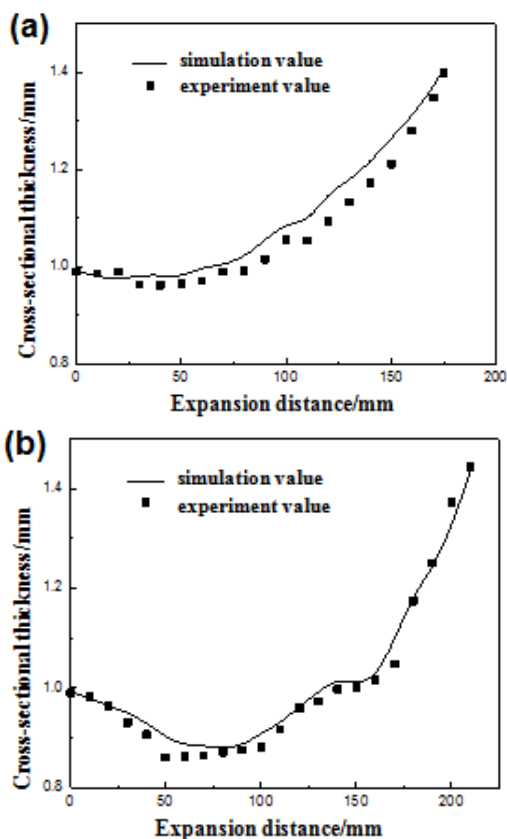 (a)
simulation value
experiment value
Cross-sectional thickness/mm
1.4
1.2
1.0
0.8
0 50 100 150 200
Expansion distance/mm
(b)
simulation value
experiment value
Cross-sectional thickness/mm
1.4
1.2
1.0
0.8
0 50 100 150 200
Expansion distance/mm